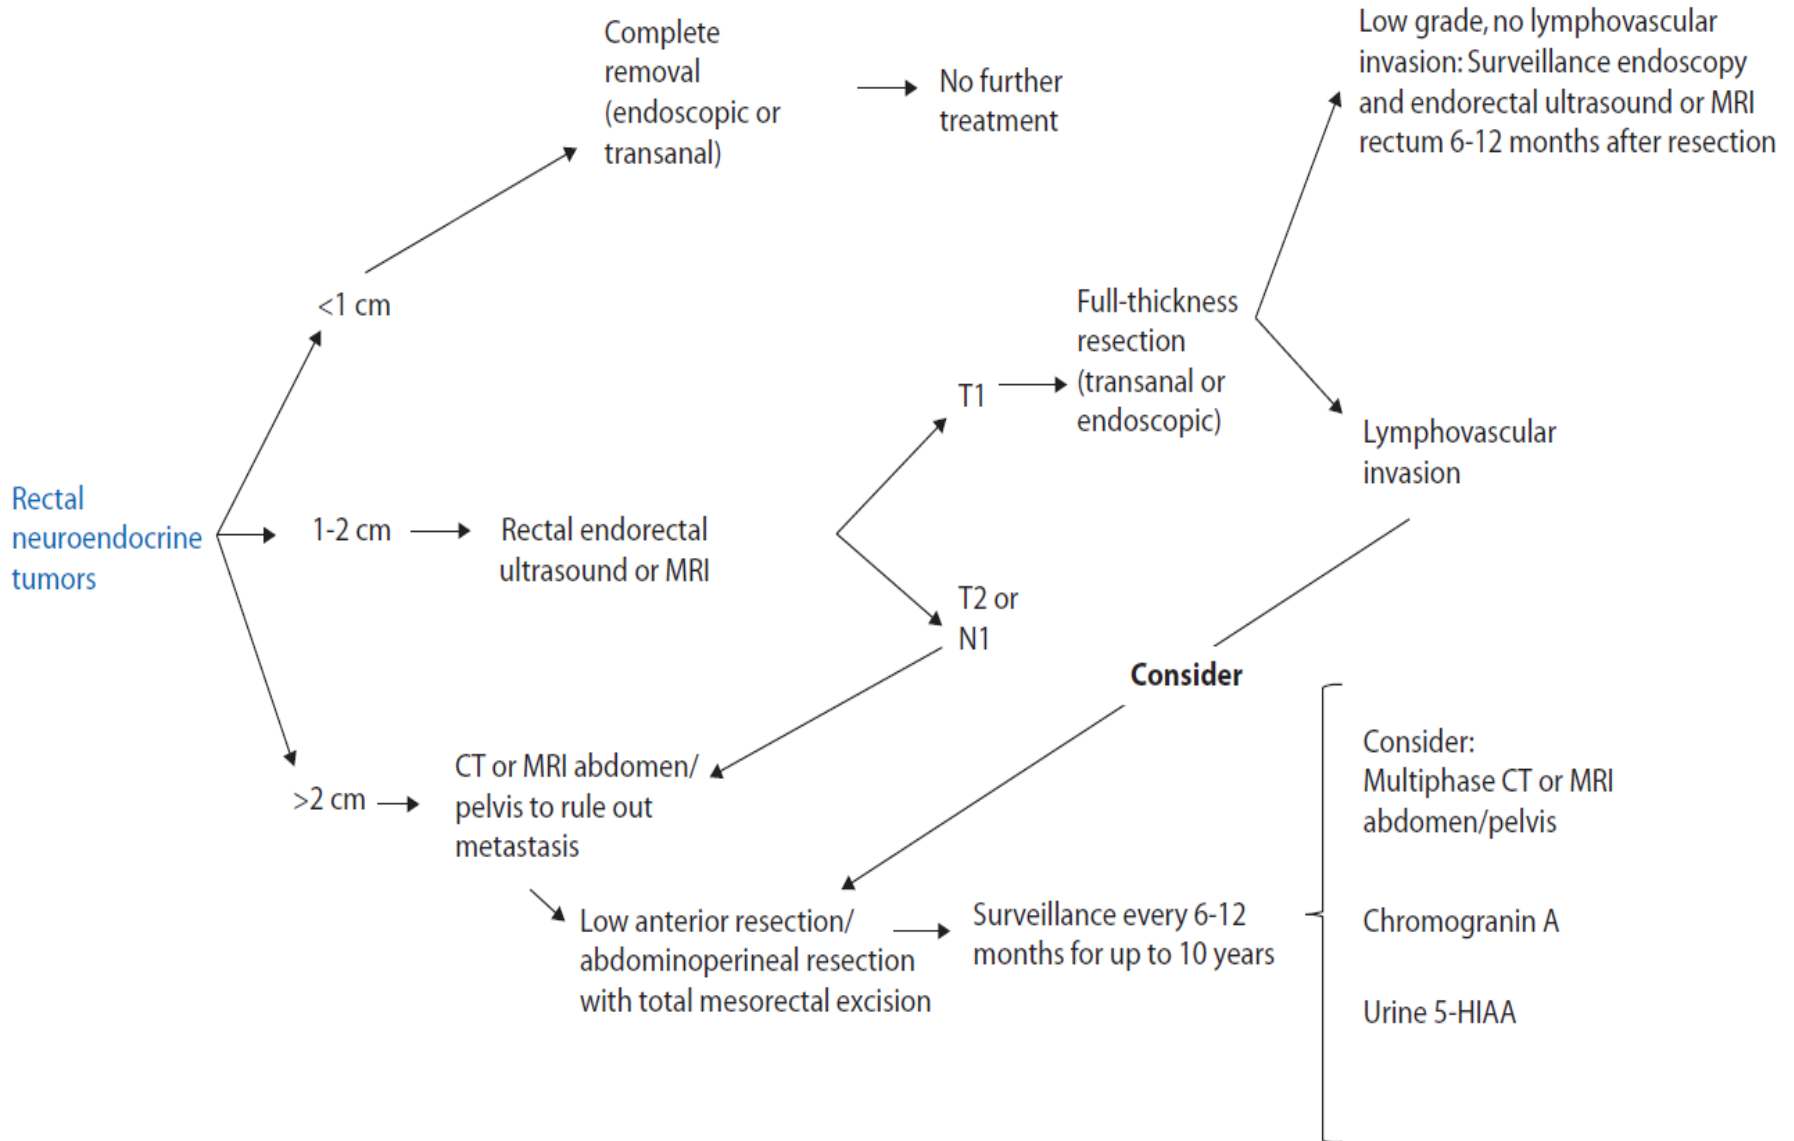 Complete
removal
(endoscopic or
transanal)
No further
treatment
Low grade, no lymphovascular
invasion: Surveillance endoscopy
and endorectal ultrasound or MRI
rectum 6-12 months after resection
<1 cm
Full-thickness
resection
(transanal or
endoscopic)
T1
Lymphovascular
invasion
Rectal
neuroendocrine
tumors
1-2 cm
Rectal endorectal
ultrasound or MRI
T2 or
N1
Consider
>2 cm
CT or MRI abdomen/
pelvis to rule out
metastasis
Low anterior resection/
abdominoperineal resection
with total mesorectal excision
Surveillance every 6-12
months for up to 10 years
Consider:
Multiphase CT or MRI
abdomen/pelvis
Chromogranin A
Urine 5-HIAA